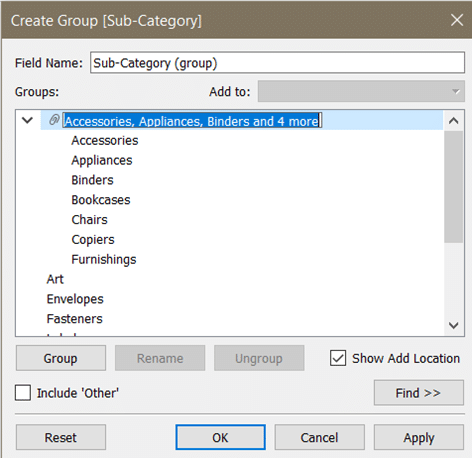 Create Group [Sub-Category]
Field Name: Sub-Category (group)
Groups: Add to:
Accessories, Appliances, Binders and 4 more
Accessories
Appliances
Binders
Bookcases
Chairs
Copiers
Furnishings
Art
Envelopes
Fasteners
Group Rename Ungroup Show Add Location
Include 'Other' Find >>
Reset OK Cancel Apply